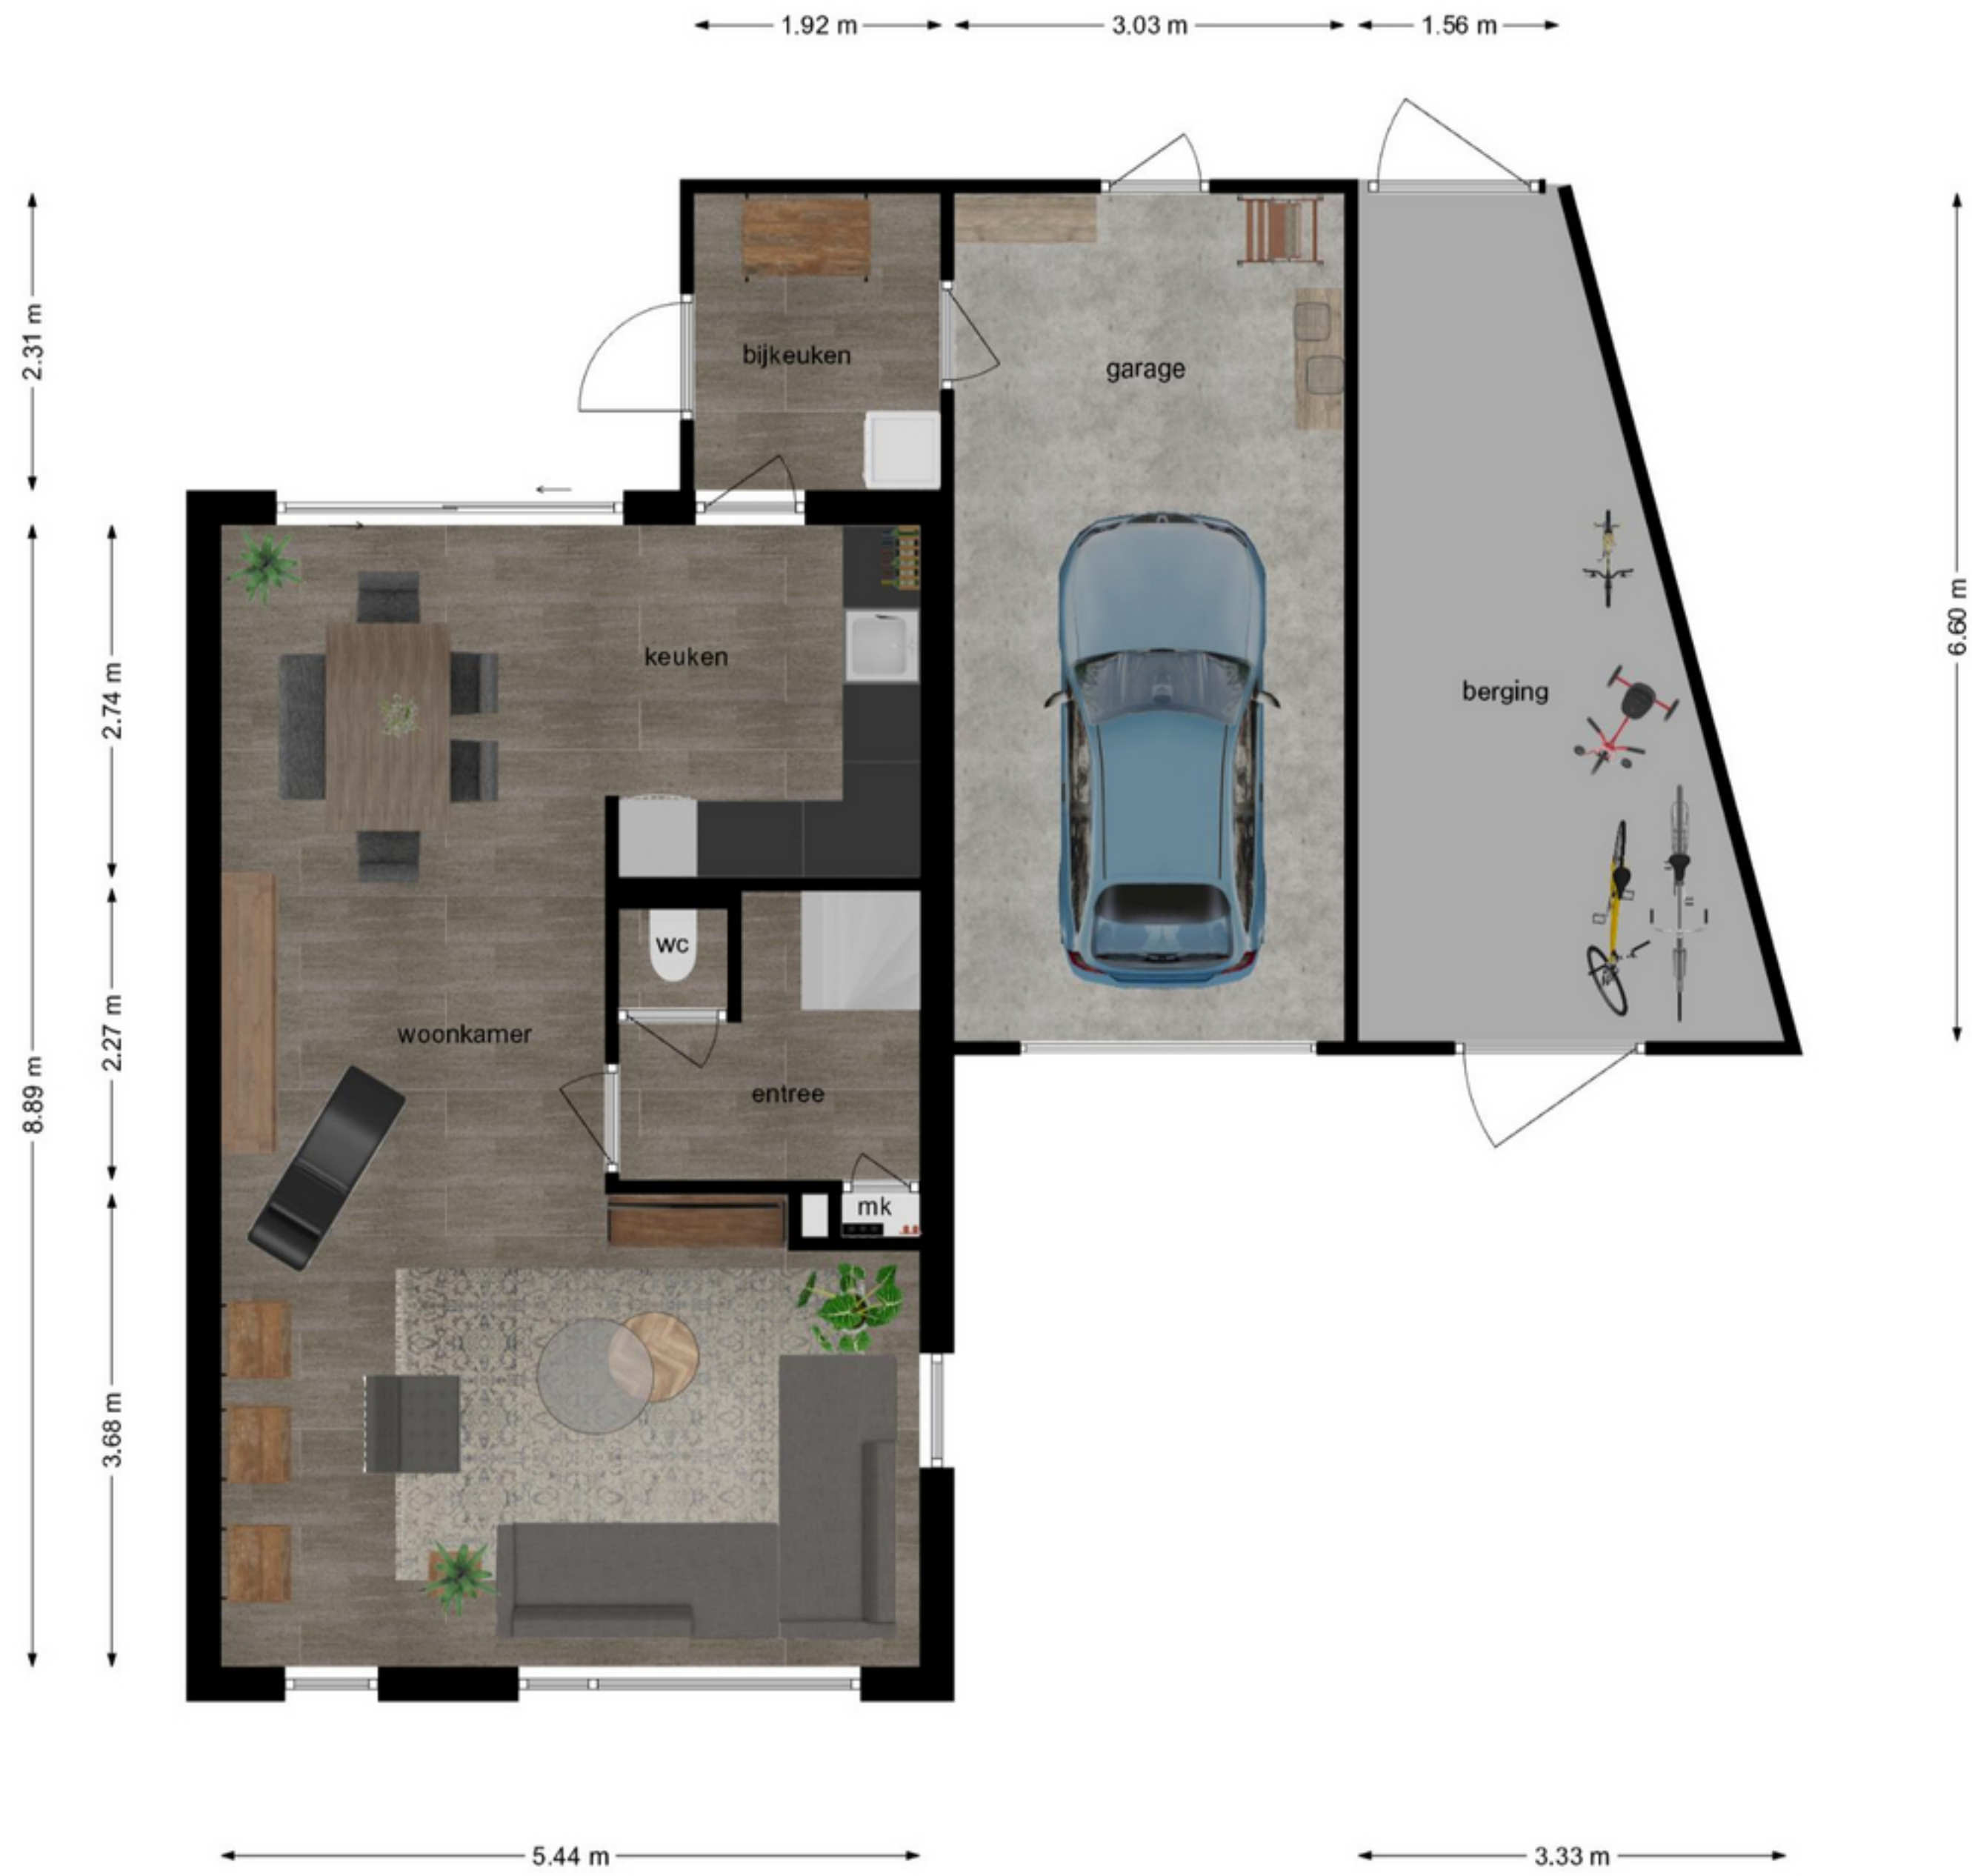 1.92 m
3.03 m
1.56 m
2.31 m
bijkeuken
garage
6.60 m
keuken
2.74 m
berging
wc
woonkamer
2.27 m
8.89 m
entree
mk
3.68 m
5.44 m
3.33 m